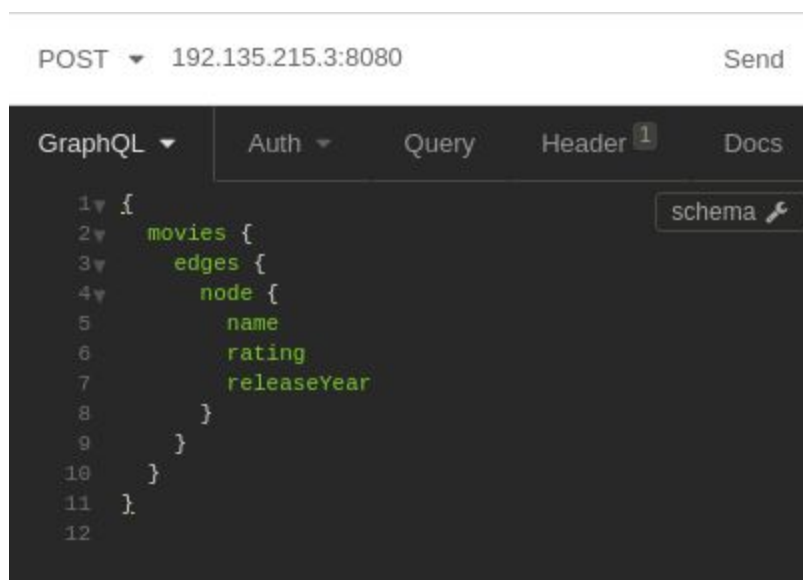 POST 192.135.215.3:8080 Send
GraphQL Auth Query Header 1 Docs
schema
1 {
2 movies {
3 edges {
4 node {
5 name
6 rating
7 releaseYear
8 }
9 }
10 }
11 }
12